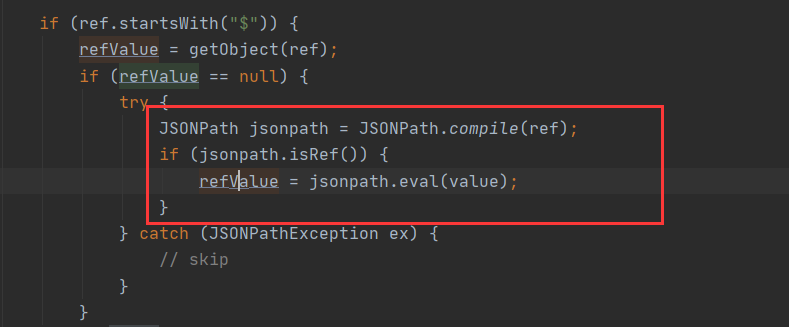 if (ref.startsWith("$")) {
refValue = getObject(ref);
if (refValue == null) {
try {
JSONPath jsonpath = JSONPath.compile(ref);
if (jsonpath.isRef()) {
refValue = jsonpath.eval(value);
}
} catch (JSONPathException ex) {
// skip
}
}